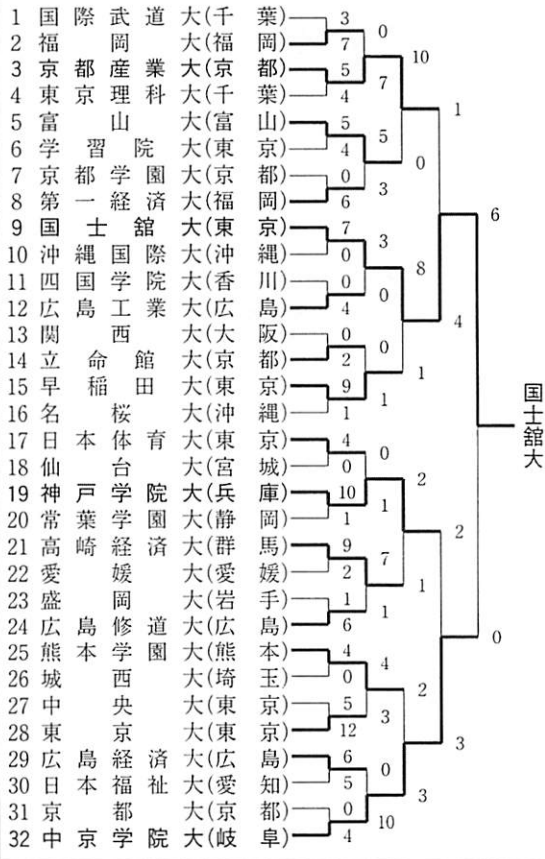 1 国際武道大(千葉) 3
2 福岡大(福岡) 7
3 京都産業大(京都) 5
4 東京理科大(千葉) 4
5 富山大(富山) 5
6 学習院大(東京) 4
7 京都学園大(京都) 0
8 第一経済大(福岡) 6
9 国士舘大(東京) 7
10 沖縄国際大(沖縄) 0
11 四国学院大(香川) 0
12 広島工業大(広島) 4
13 関西大(大阪) 0
14 立命館大(京都) 2
15 早稲田大(東京) 9
16 名桜大(沖縄) 1
17 日本体育大(東京) 4
18 仙台大(宮城) 0
19 神戸学院大(兵庫) 10
20 常葉学園大(静岡) 1
21 高崎経済大(群馬) 9
22 愛媛大(愛媛) 2
23 盛岡大(岩手) 1
24 広島修道大(広島) 6
25 熊本学園大(熊本) 4
26 城西大(埼玉) 0
27 中央大(東京) 5
28 東京大(東京) 12
29 広島経済大(広島) 6
30 日本福祉大(愛知) 5
31 京都大(京都) 0
32 中京学院大(岐阜) 4
0
7
5
3
3
0
0
1
0
1
7
1
4
3
0
10
10
0
8
1
2
1
2
3
1
4
2
3
6
0
国士舘大